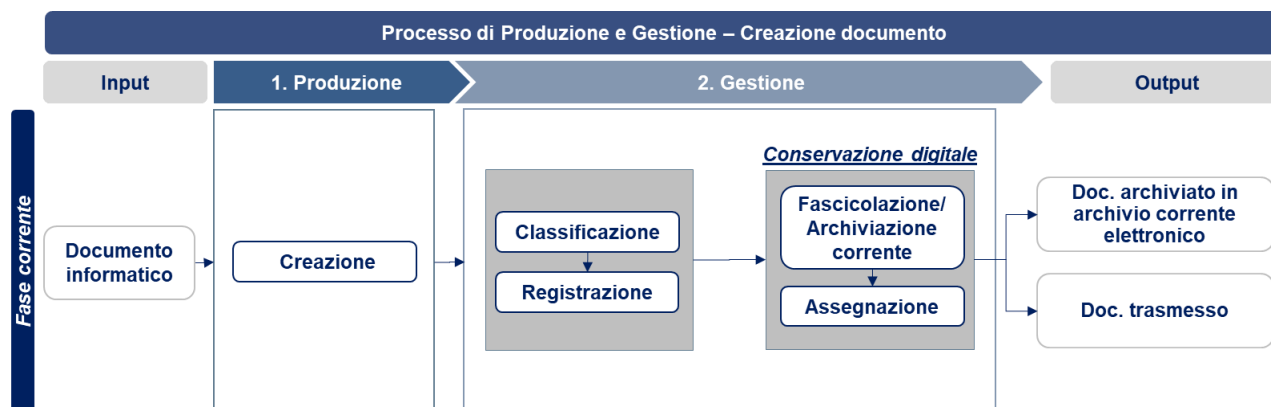 Processo di Produzione e Gestione – Creazione documento
Input
1. Produzione
2. Gestione
Output
Fase corrente
Documento
informatico
Creazione
Classificazione
Registrazione
Conservazione digitale
Fascicolazione/
Archiviazione
corrente
Assegnazione
Doc. archiviato in
archivio corrente
elettronico
Doc. trasmesso